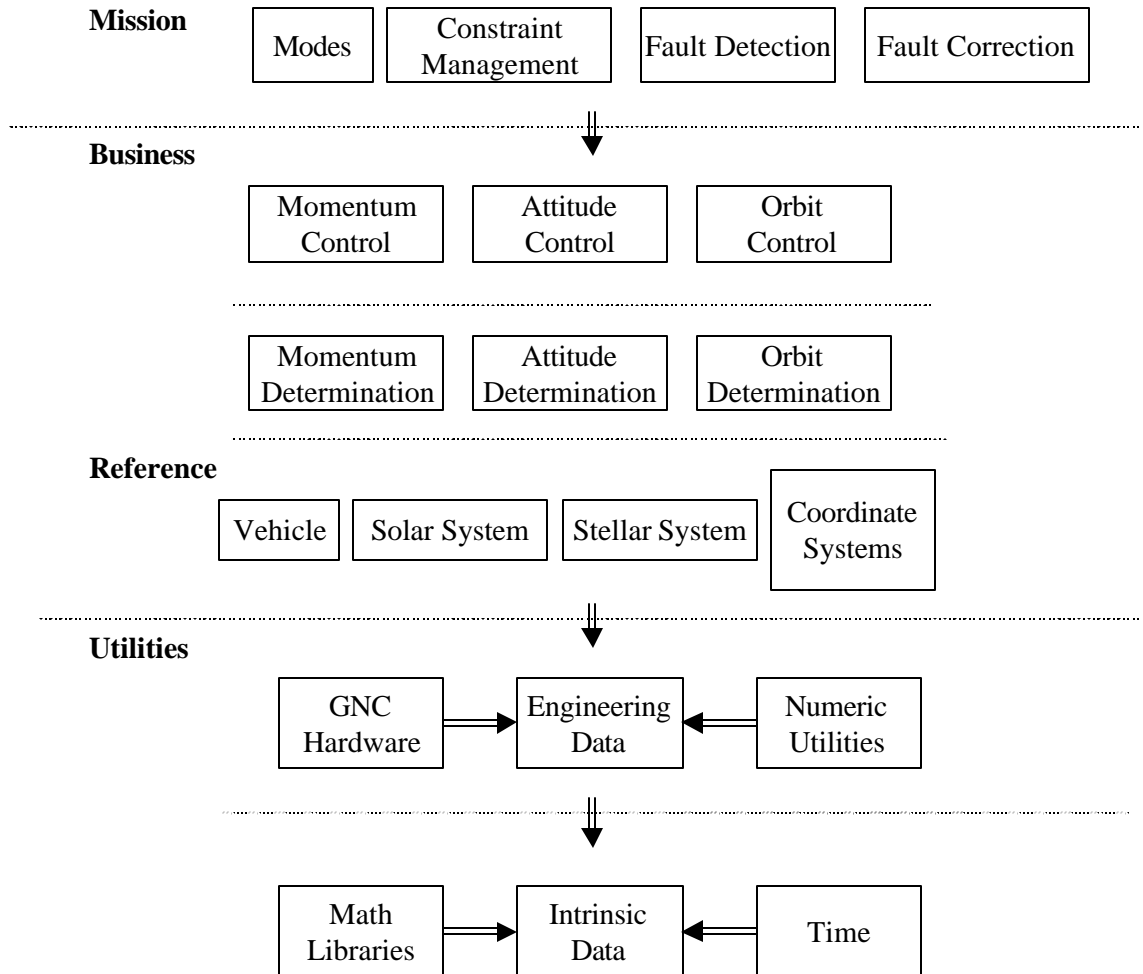 Mission
Modes
Constraint
Management
Fault Detection
Fault Correction
Business
Momentum
Control
Attitude
Control
Orbit
Control
Momentum
Determination
Attitude
Determination
Orbit
Determination
Reference
Vehicle
Solar System
Stellar System
Coordinate
Systems
Utilities
GNC
Hardware
Engineering
Data
Numeric
Utilities
Math
Libraries
Intrinsic
Data
Time